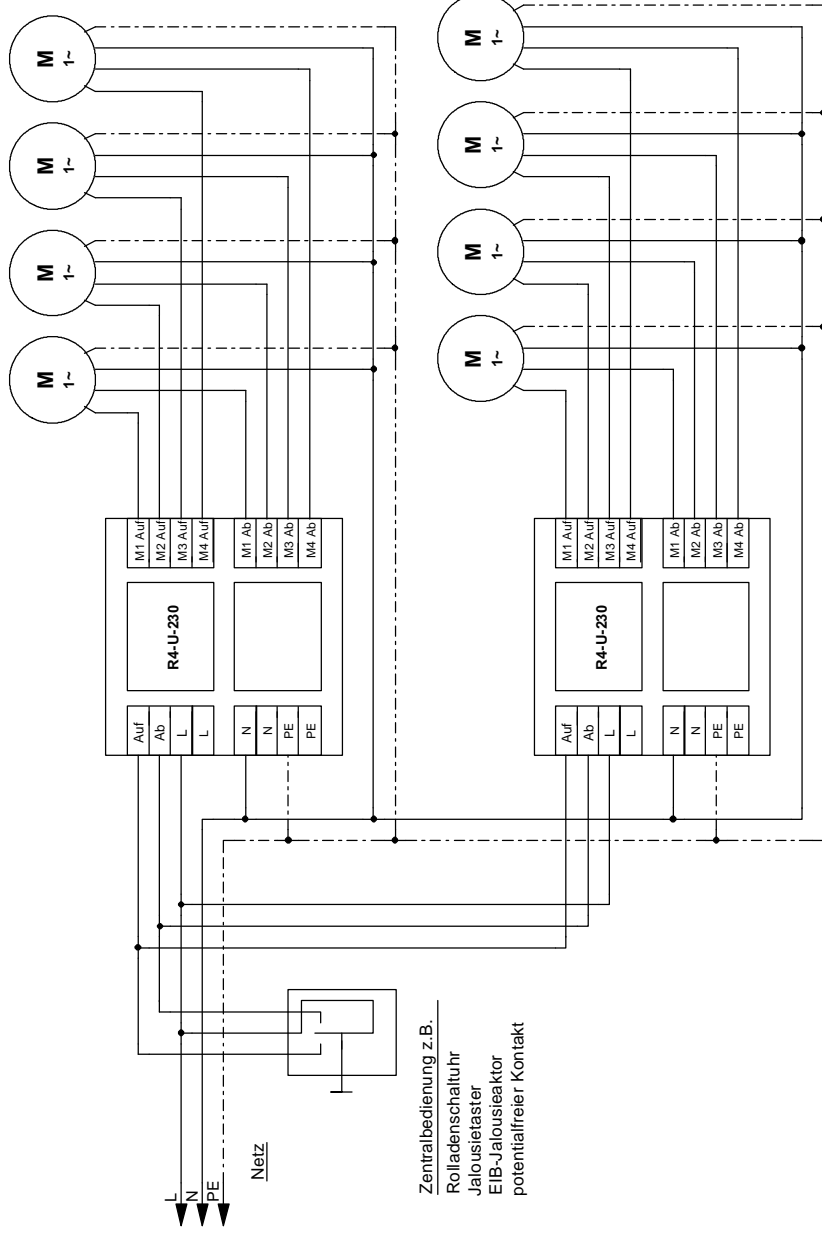 M
1~
M
1~
M
1~
M
1~
M1 Auf
M2 Auf
M3 Auf
M4 Auf
M1 Ab
M2 Ab
M3 Ab
M4 Ab
R4-U-230
Auf
Ab
L
L
N
N
PE
PE
M
1~
M
1~
M
1~
M
1~
M1 Auf
M2 Auf
M3 Auf
M4 Auf
M1 Ab
M2 Ab
M3 Ab
M4 Ab
R4-U-230
Auf
Ab
L
L
N
N
PE
PE
L
N
PE
Netz
Zentralbedienung z.B.
Rolladenschaltuhr
Jalousietaster
EIB-Jalousieaktor
potentialfreier Kontakt